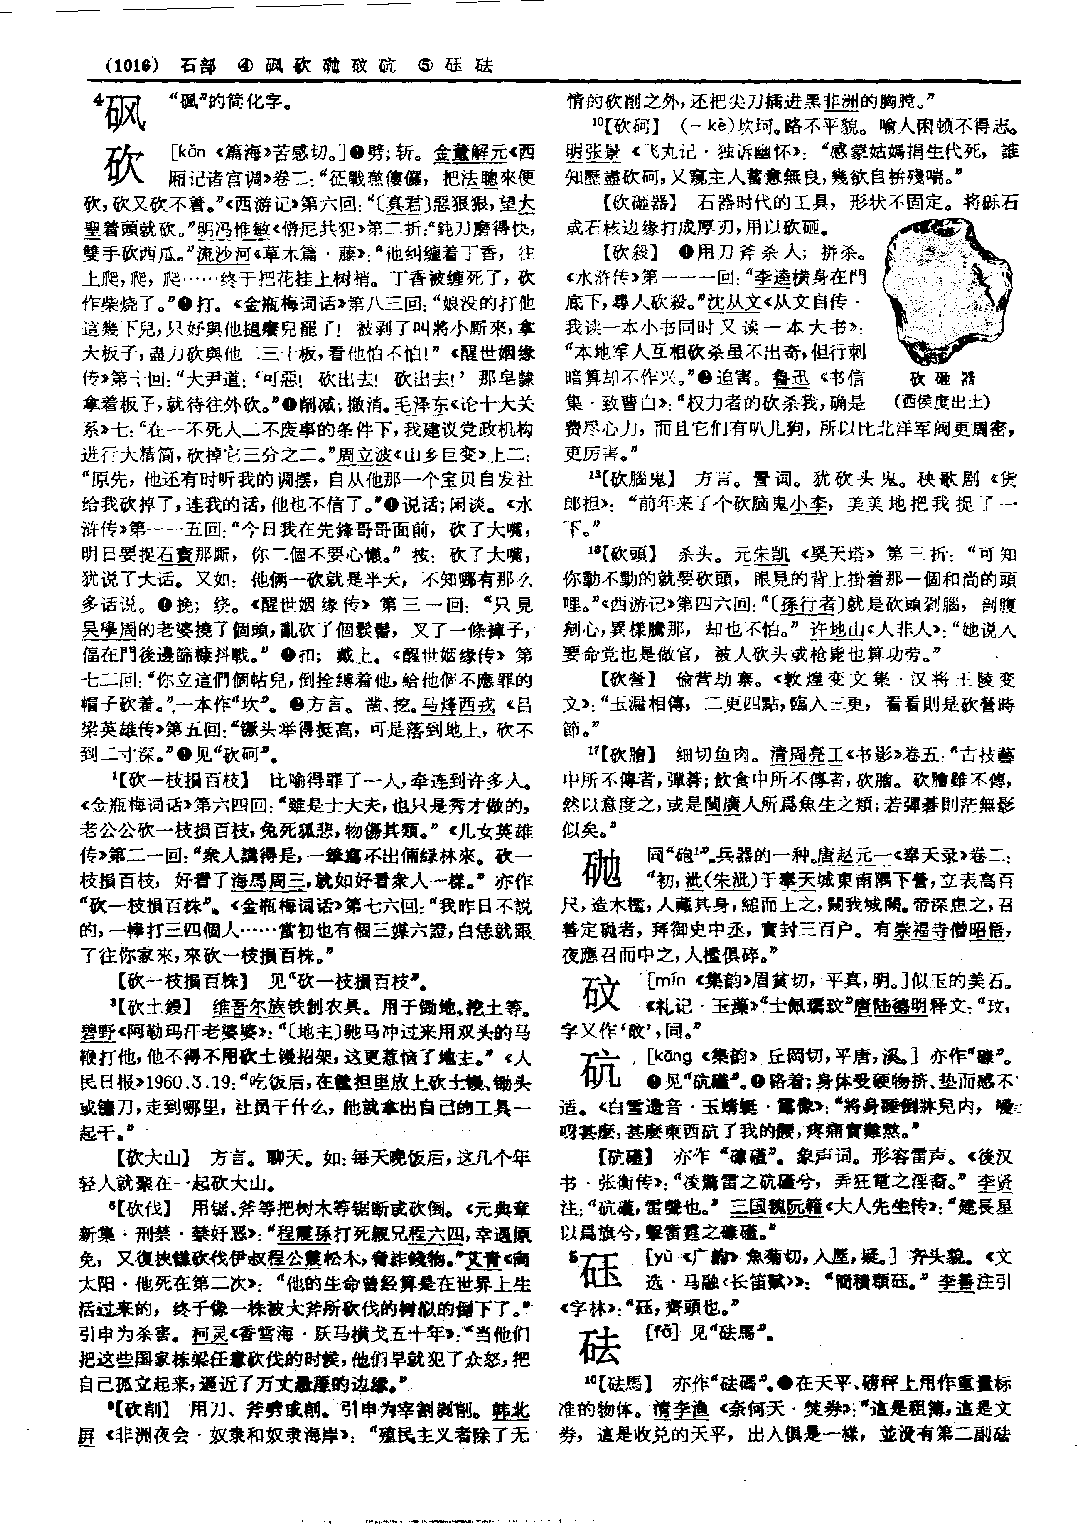 (1016) 石部 ④ 砜 砍 砤 砇 砊 ⑤ 砡 砝
4砜 “碸”的简化字。
砍 [kǎn《篇海》苦感切。]❶劈;斩。金董解元《西
厢记诸宫调》卷二:“征戰熬僂儸,把法聰來便
砍,砍又砍不着。”《西游记》第六回:“〔真君〕惡狠狠,望大
聖着頭就砍。”明冯惟敏《僧尼共犯》第二折:“鈍刀磨得快,
雙手砍西瓜。”流沙河《草木篇·藤》:“他纠缠着丁香,往
上爬,爬,爬……终于把花挂上树梢。丁香被缠死了,砍
作柴烧了。”❷打。《金瓶梅词话》第八三回:“娘没的打他
這幾下兒,只好與他撾癢兒罷了!被剥了叫將小厮來,拿
大板子,盡力砍與他二三十板,看他怕不怕!”《醒世姻缘
传》第十回:“大尹道:‘可惡!砍出去!砍出去!’那皂隸
拿着板子,就待往外砍。”❸削减;撤消。毛泽东《论十大关
系》七:“在一不死人二不废事的条件下,我建议党政机构
进行大精简,砍掉它三分之二。”周立波《山乡巨变》上二:
“原先,他还有时听我的调摆,自从他那一个宝贝自发社
给我砍掉了,连我的话,他也不信了。”❹说话;闲谈。《水
浒传》第一一五回:“今日我在先鋒哥哥面前,砍了大嘴,
明日要捉石寶那厮,你二個不要心懒。”按:砍了大嘴,
犹说了大话。又如:他俩一砍就是半天,不知哪有那么
多话说。❺挽;绕。《醒世姻缘传》第三一回:“只見
吴學周的老婆撓了個頭,亂砍了個鬏髻,叉了一條褲子,
偪在門後邊篩糠抖戰。”❻扣;戴上。《醒世姻缘传》第
七二回:“你立這們個帖兒,倒拴縛着他,給他個不應罪的
帽子砍着。”一本作“坎”。❼方言。凿、挖。马烽西戎《吕
梁英雄传》第五回:“镢头举得挺高,可是落到地上,砍不
到二寸深。”❽见“砍砢”。
1【砍一枝損百枝】 比喻得罪了一人,牵连到许多人。
《金瓶梅词话》第六四回:“雖是士大夫,也只是秀才做的,
老公公砍一枝损百枝,兔死狐悲,物傷其類。”《儿女英雄
传》第二一回:“衆人講得是,一筆寫不出倆緑林來。砍一
枝損百枝,好看了海馬周三,就如好看衆人一樣。”亦作
“砍一枝損百株”。《金瓶梅词话》第七六回:“我昨日不説
的,一棒打三四個人……當初也有個三媒六證,白恁就跟
了往你家來,來砍一枝損百株。”
【砍一枝損百株】 见“砍一枝損百枝”。
3【砍土鏝】 维吾尔族铁制农具。用于锄地、挖土等。
碧野《阿勒玛汗老婆婆》:“〔地主〕驰马冲过来用双头的马
鞭打他,他不得不用砍土镘招架;这更惹恼了地主。”《人
民日报》1960.3.19:“吃饭后,在饉担里放上砍土镘、锄头
或镰刀,走到哪里,社员干什么,他就拿出自己的工具一
起干。”
【砍大山】 方言。聊天。如:每天晚饭后,这几个年
轻人就聚在一起砍大山。
6【砍伐】 用锯、斧等把树木等锯断或砍倒。《元典章
新集·刑禁·禁奸恶》:“程震孫打死親兄程六四,幸遇原
免,又復挾讎砍伐伊叔程公震松木,脅詐錢物。”艾青《向
太阳·他死在第二次》:“他的生命曾经算是在世界上生
活过来的,终于像一株被大斧所砍伐的树似的倒下了。”
引申为杀害。柯灵《香雪海·跃马横戈五十年》:“当他们
把这些国家栋梁任意砍伐的时候,他们早就犯了众怒,把
自己孤立起来,逼近了万丈悬崖的边缘。”
9【砍削】 用刀、斧劈或削。引申为宰割剥削。韩北
屏《非洲夜会·奴隶和奴隶海岸》:“殖民主义者除了无
情的砍削之外,还把尖刀插进黑非洲的胸膛。”
10【砍砢】 (-kě)坎坷。路不平貌。喻人困顿不得志。
明张景《飞丸记·独诉幽怀》:“感蒙姑媽捐生代死,誰
知歷盡砍砢,又窺主人蓄意無良,幾欲自拚殘喘。”
【砍砸器】 石器时代的工具,形状不固定。将砾石
或石核边缘打成厚刃,用以砍砸。
【砍殺】 ❶用刀斧杀人;拼杀。
《水浒传》第一一一回:“李逵横身在門
底下,尋人砍殺。”沈从文《从文自传·
我读一本小书同时又读一本大书》:
“本地军人互相砍杀虽不出奇,但行刺
暗算却不作兴。”❷迫害。鲁迅《书信
集·致曹白》:“权力者的砍杀我,确是
费尽心力,而且它们有叭儿狗,所以比北洋军阀更周密,
更厉害。”
砍 砸 器
(西侯度出土)
13【砍腦鬼】 方言。詈词。犹砍头鬼。秧歌剧《货
郎担》:“前年来了个砍脑鬼小李,美美地把我捉了一
下。”
16【砍頭】 杀头。元朱凯《昊天塔》第三折:“可知
你動不動的就要砍頭,眼見的背上掛着那一個和尚的頭
哩。”《西游记》第四六回:“〔孫行者〕就是砍頭剁腦,剖腹
剜心,異樣騰那,却也不怕。”许地山《人非人》:“她说入
要命党也是做官,被人砍头或枪毙也算功劳。”
【砍營】 偷营劫寨。《敦煌变文集·汉将王陵变
文》:“玉漏相傳,二更四點,臨入三更,看看則是砍營時
節。”
17【砍膾】 细切鱼肉。清周亮工《书影》卷五:“古技藝
中所不傳者,彈碁;飲食中所不傳者,砍膾。砍膾雖不傳,
然以意度之,或是閩廣人所爲魚生之類;若彈碁則茫無影
似矣。”
砤 同“砲1”。兵器的一种。唐赵元一《奉天录》卷二:
“初,泚(朱泚)于奉天城東南隅下營,立表高百
尺,造木檻,人藏其身,縋而上之,闞我城闕。帝深患之,召
善定砤者,拜御史中丞,實封三百户。有崇福寺僧昭悟,
夜應召而中之,人檻俱碎。”
砇 [mín《集韵》眉贫切,平真,明。]似玉的美石。
《礼记·玉藻》“士佩瓀玟”唐陆德明释文:“玟,
字又作‘砇’,同。”
砊 [kāng《集韵》丘冈切,平唐,溪。]亦作“磏”。
❶见“砊磕”。❷硌着;身体受硬物挤、垫而感不
适。《白雪遗音·玉蜻蜓·露像》:“將身睡倒牀兒内,嗳
呀甚麽;甚麽東西砊了我的腰,疼痛實難熬。”
【砊磕】 亦作“磏磕”。象声词。形容雷声。《後汉
书·张衡传》:“凌驚雷之砊磕兮,弄狂電之淫裔。”李贤
注:“砊磕,雷聲也。”三国魏阮籍《大人先生传》:“建長星
以爲旗兮,擊雷霆之磏磕。”
5砡 [yù《广韵》魚菊切,入屋,疑。]齐头貌。《文
选·马融〈长笛赋〉》:“簡積頵砡。”李善注引
《字林》:“砡,齊頭也。”
砝 [fǎ] 见“砝馬”。
10【砝馬】 亦作“砝碼”。❶在天平、磅秤上用作重量标
准的物体。清李渔《奈何天·焚券》:“這是租簿,這是文
券,這是收兑的天平,出入俱是一樣,並没有第二副砝